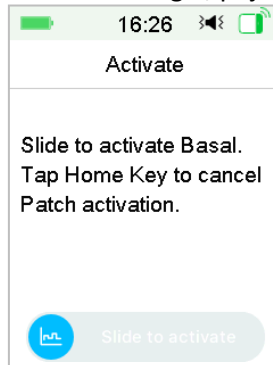 16:26
Activate
Slide to activate Basal.
Tap Home Key to cancel
Patch activation.
Slide to activate